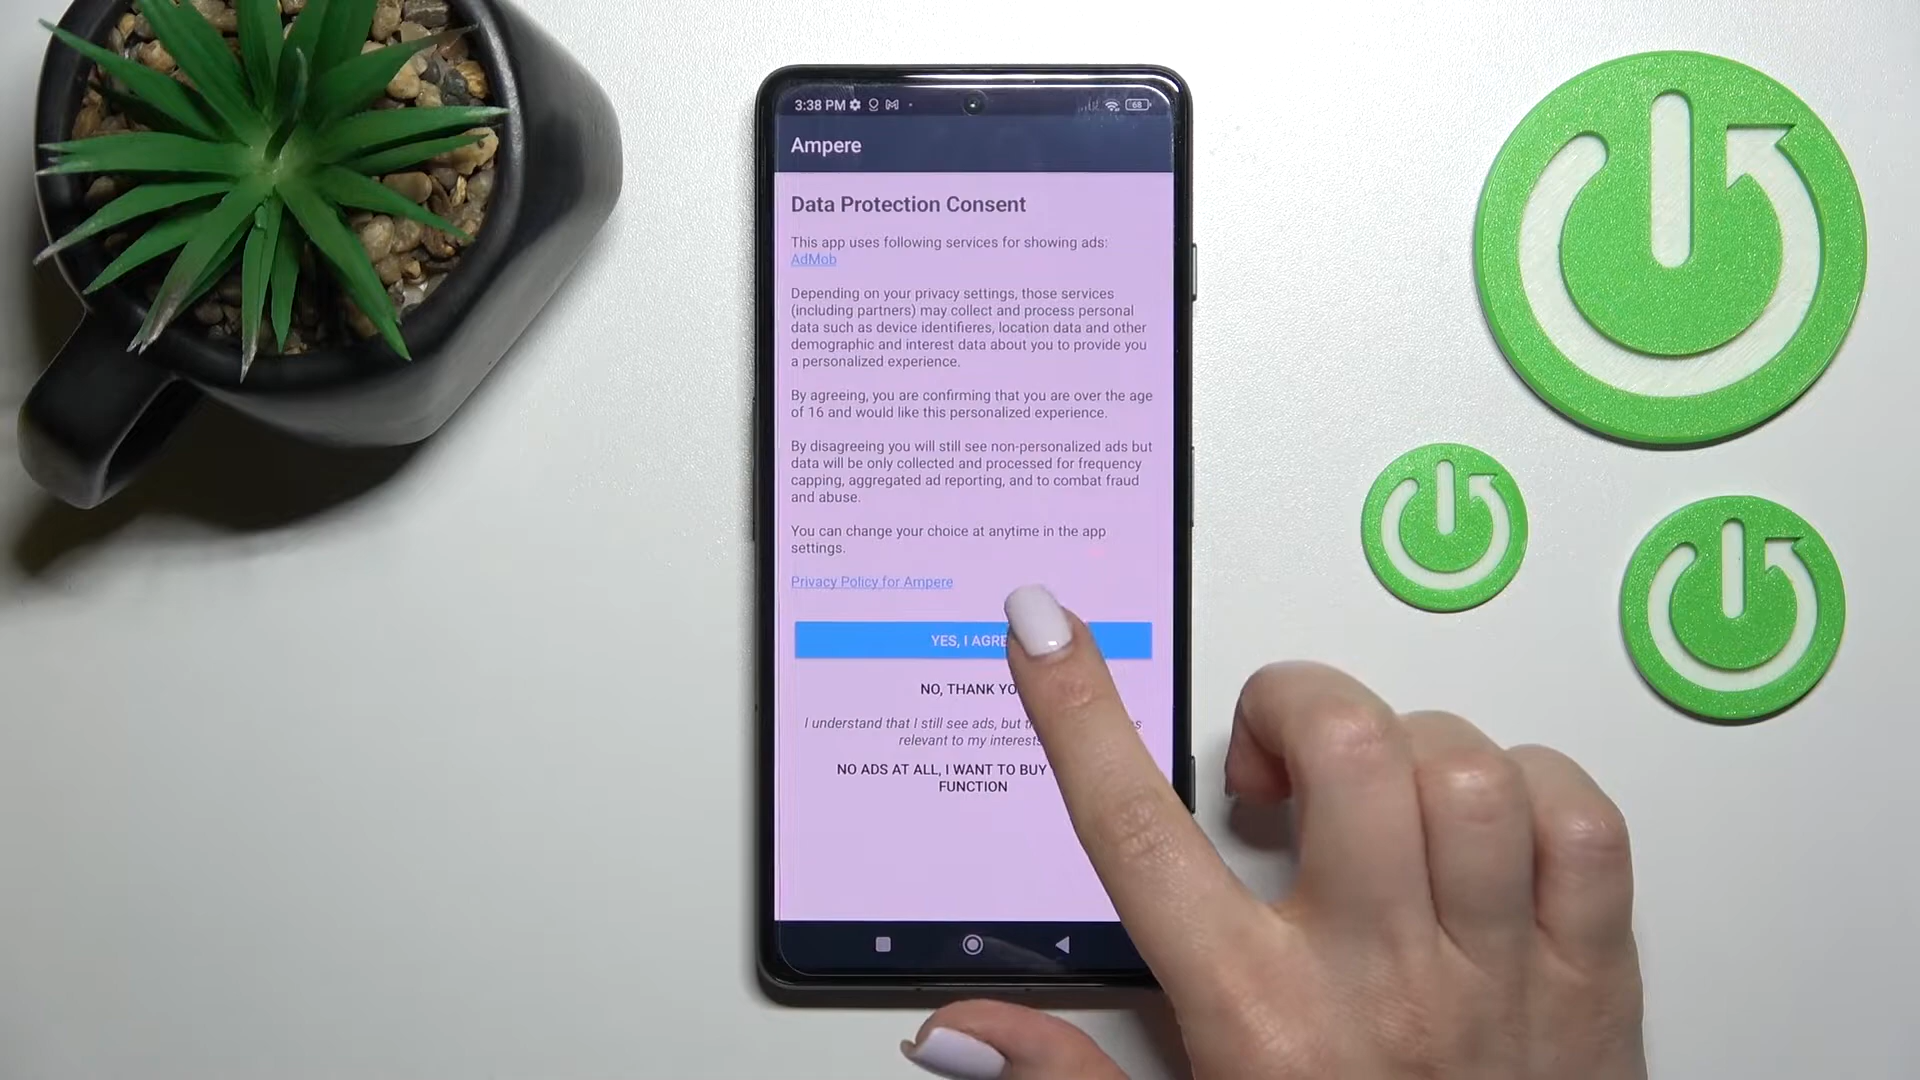 3:38 PM
68
Ampere
Data Protection Consent
This app uses following services for showing ads:
AdMob
Depending on your privacy settings, those services
(including partners) may collect and process personal
data such as device identifieres, location data and other
demographic and interest data about you to provide you
a personalized experience.
By agreeing, you are confirming that you are over the age
of 16 and would like this personalized experience.
By disagreeing you will still see non-personalized ads but
data will be only collected and processed for frequency
capping, aggregated ad reporting, and to combat fraud
and abuse.
You can change your choice at anytime in the app
settings.
Privacy Policy for Ampere
YES, I AGRE
NO, THANK YO
I understand that I still see ads, but
relevant to my interests
NO ADS AT ALL, I WANT TO BUY
FUNCTION